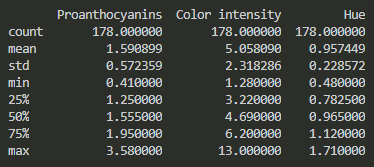 Proanthocyanins Color intensity Hue
count 178.000000 178.000000 178.000000
mean 1.590899 5.058090 0.957449
std 0.572359 2.318286 0.228572
min 0.410000 1.280000 0.480000
25% 1.250000 3.220000 0.782500
50% 1.555000 4.690000 0.965000
75% 1.950000 6.200000 1.120000
max 3.580000 13.000000 1.710000